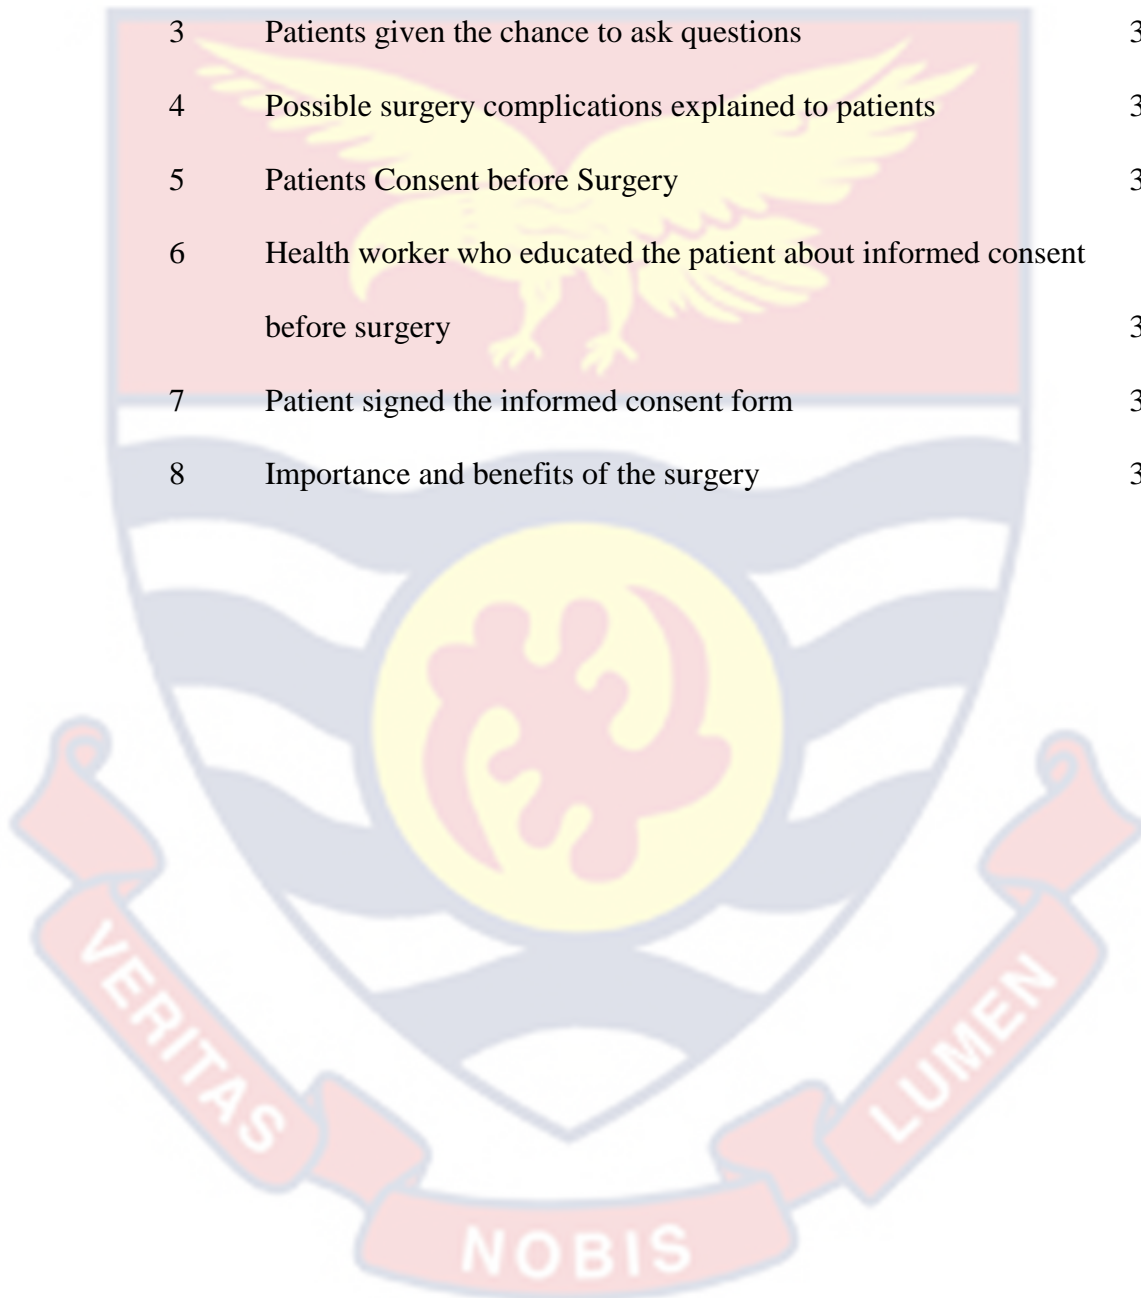 3 Patients given the chance to ask questions 3
4 Possible surgery complications explained to patients 3
5 Patients Consent before Surgery 3
6 Health worker who educated the patient about informed consent
before surgery 3
7 Patient signed the informed consent form 3
8 Importance and benefits of the surgery 3
VERITAS
NOBIS
LUMEN